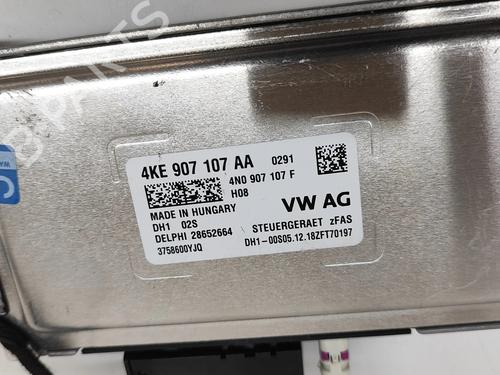 4KE 907 107 AA 0291
4N0 907 107 F
H08
VW AG
MADE IN HUNGARY
DH1 02S
DELPHI 28652664
3758600YJQ
STEUERGERAET zFAS
DH1-00S05.12.18ZFT70197
B-PARTS